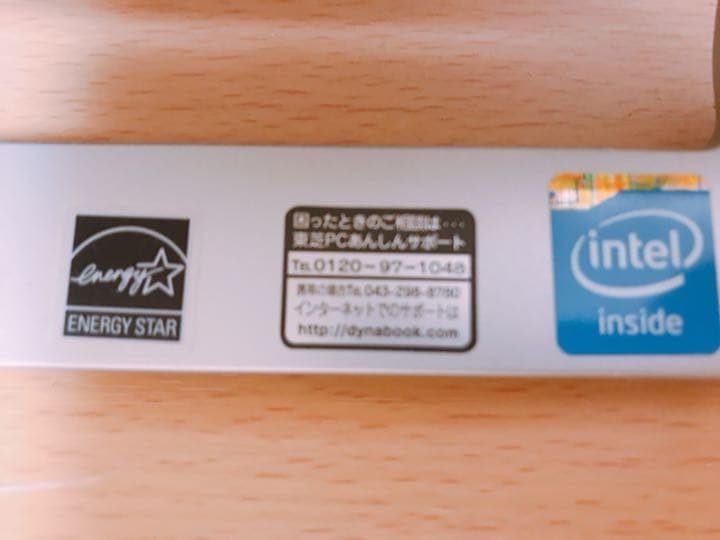 energy
ENERGY STAR
困ったときのご相談は・・・
東芝PCあんしんサポート
TEL 0120-97-1048
携帯の場合TEL 043-298-8780
インターネットでのサポートは
http://dynabook.com
intel
inside